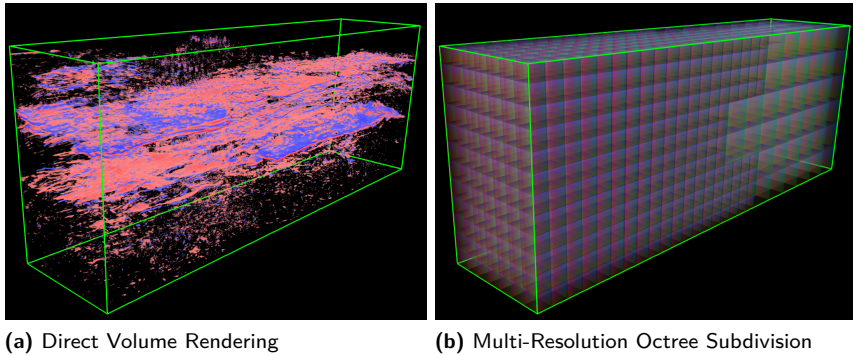 (a) Direct Volume Rendering
(b) Multi-Resolution Octree Subdivision